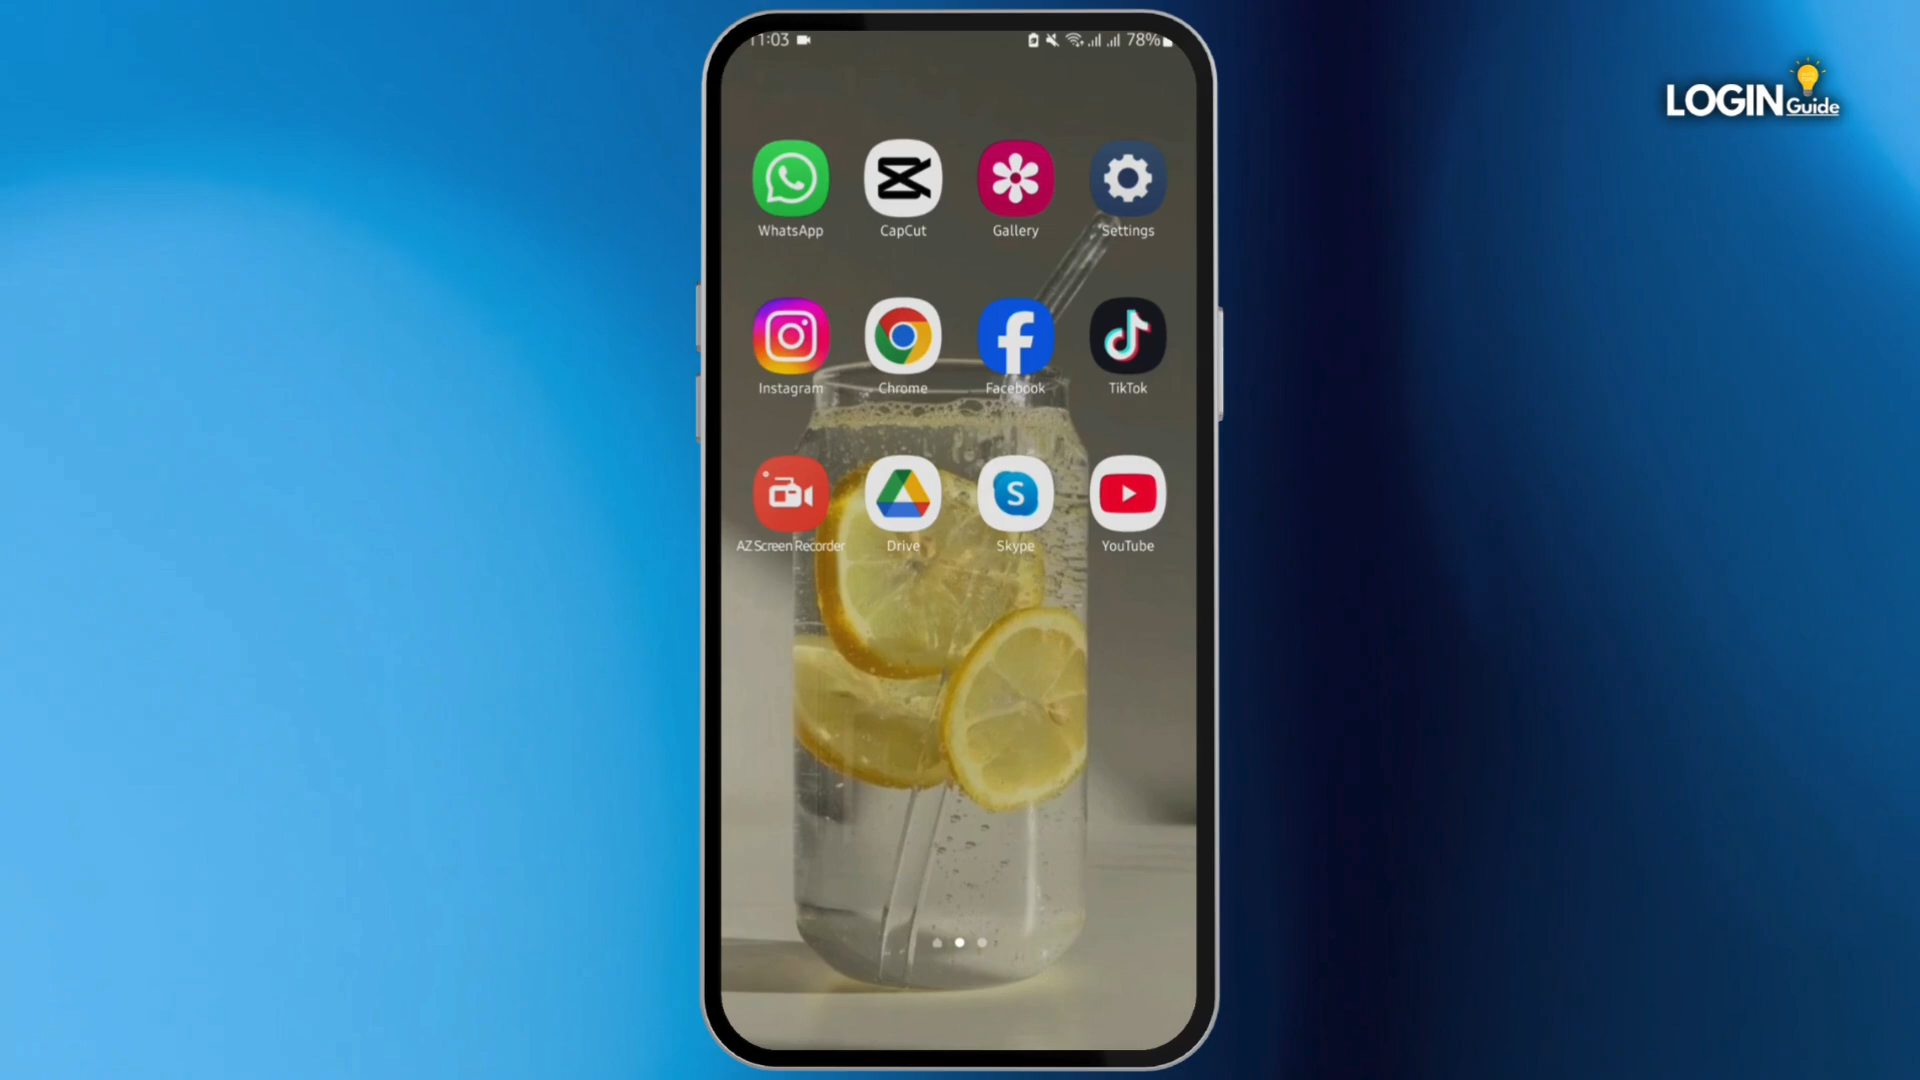 11:03 78%
LOGIN Guide
WhatsApp CapCut Gallery Settings
Instagram Chrome Facebook TikTok
AZ Screen Recorder Drive Skype YouTube